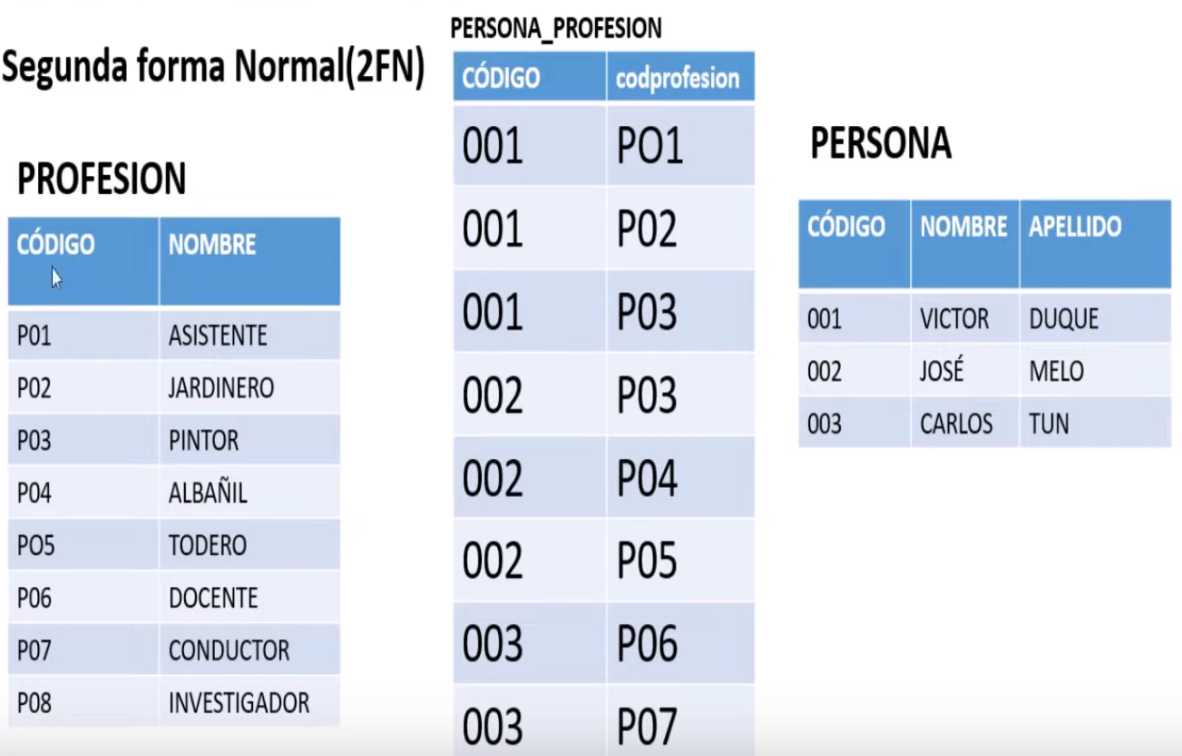 Segunda forma Normal(2FN)
PROFESION
CÓDIGO NOMBRE
P01 ASISTENTE
P02 JARDINERO
P03 PINTOR
P04 ALBAÑIL
PO5 TODERO
P06 DOCENTE
P07 CONDUCTOR
P08 INVESTIGADOR
PERSONA_PROFESION
CÓDIGO codprofesion
001 PO1
001 P02
001 P03
002 P03
002 P04
002 P05
003 P06
003 P07
PERSONA
CÓDIGO NOMBRE APELLIDO
001 VICTOR DUQUE
002 JOSÉ MELO
003 CARLOS TUN